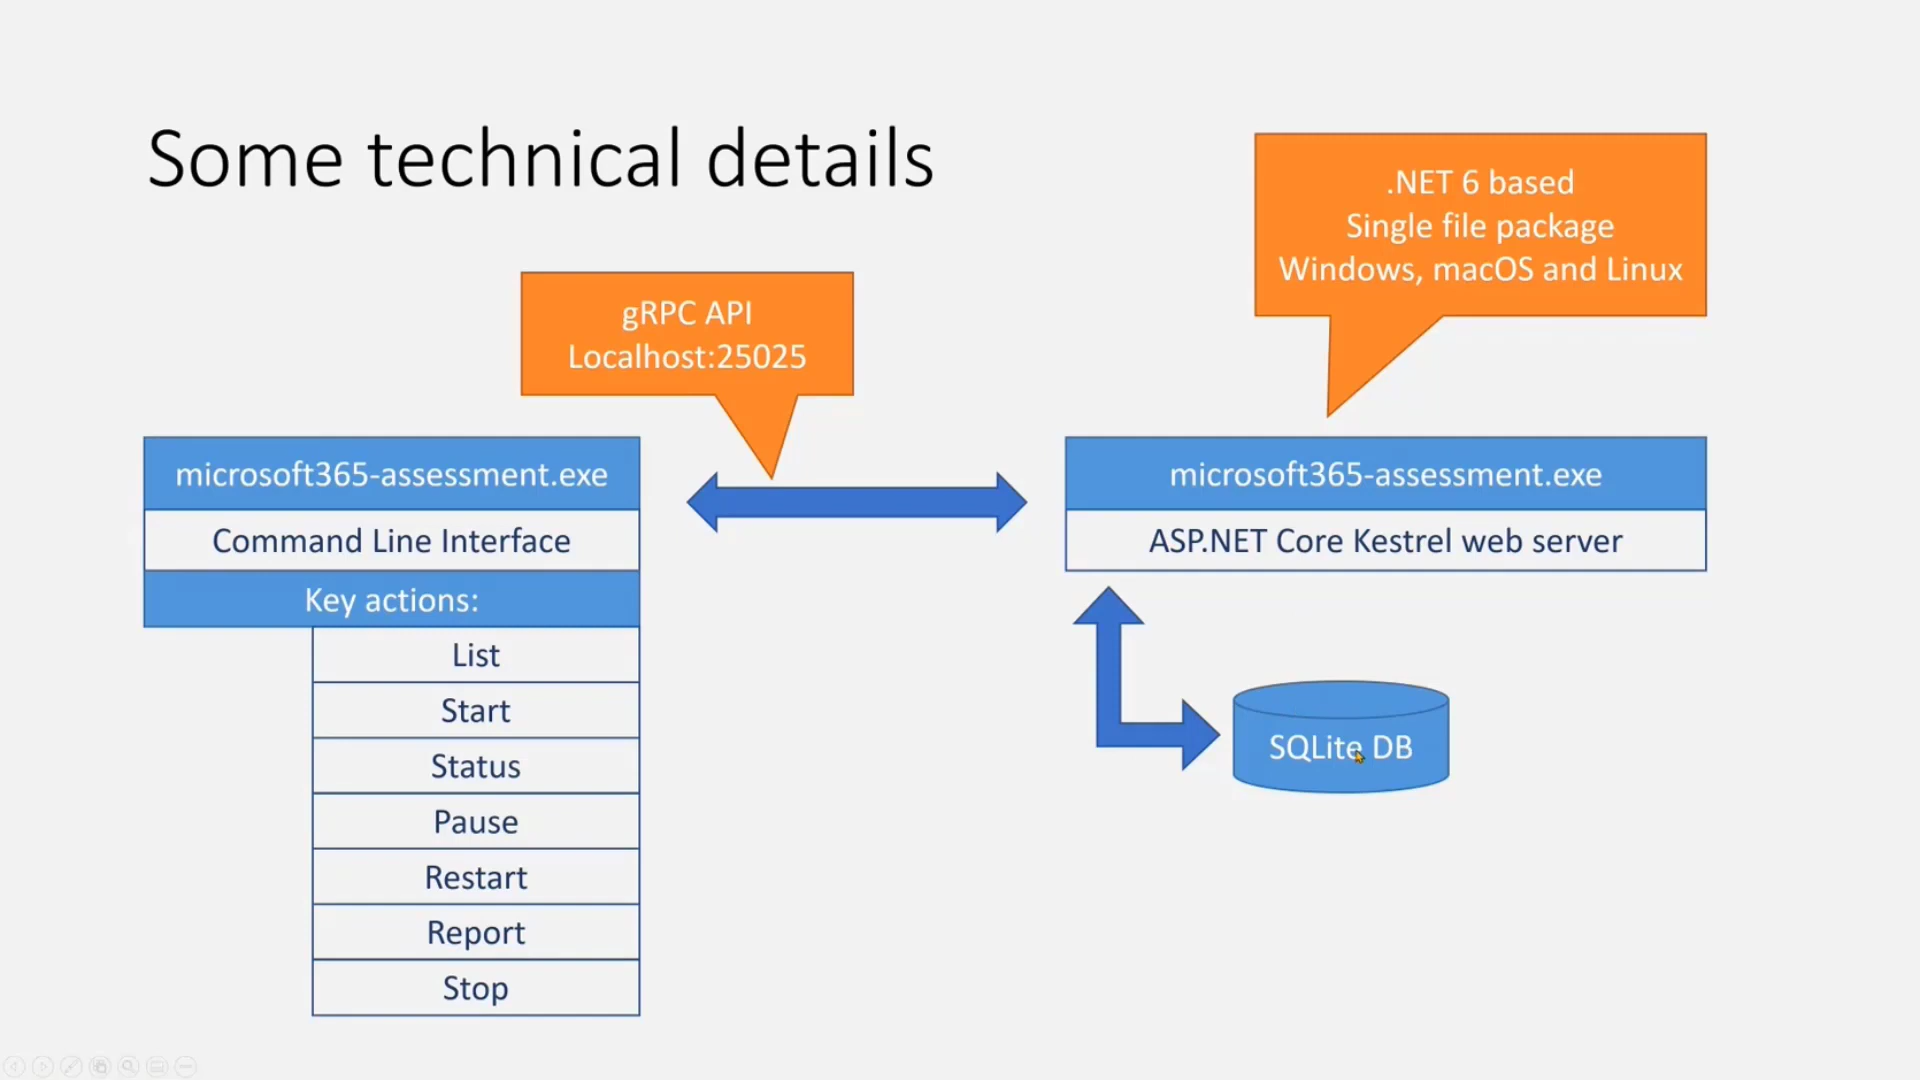 Some technical details
.NET 6 based
Single file package
Windows, macOS and Linux
gRPC API
Localhost:25025
microsoft365-assessment.exe
Command Line Interface
Key actions:
List
Start
Status
Pause
Restart
Report
Stop
microsoft365-assessment.exe
ASP.NET Core Kestrel web server
SQLite DB